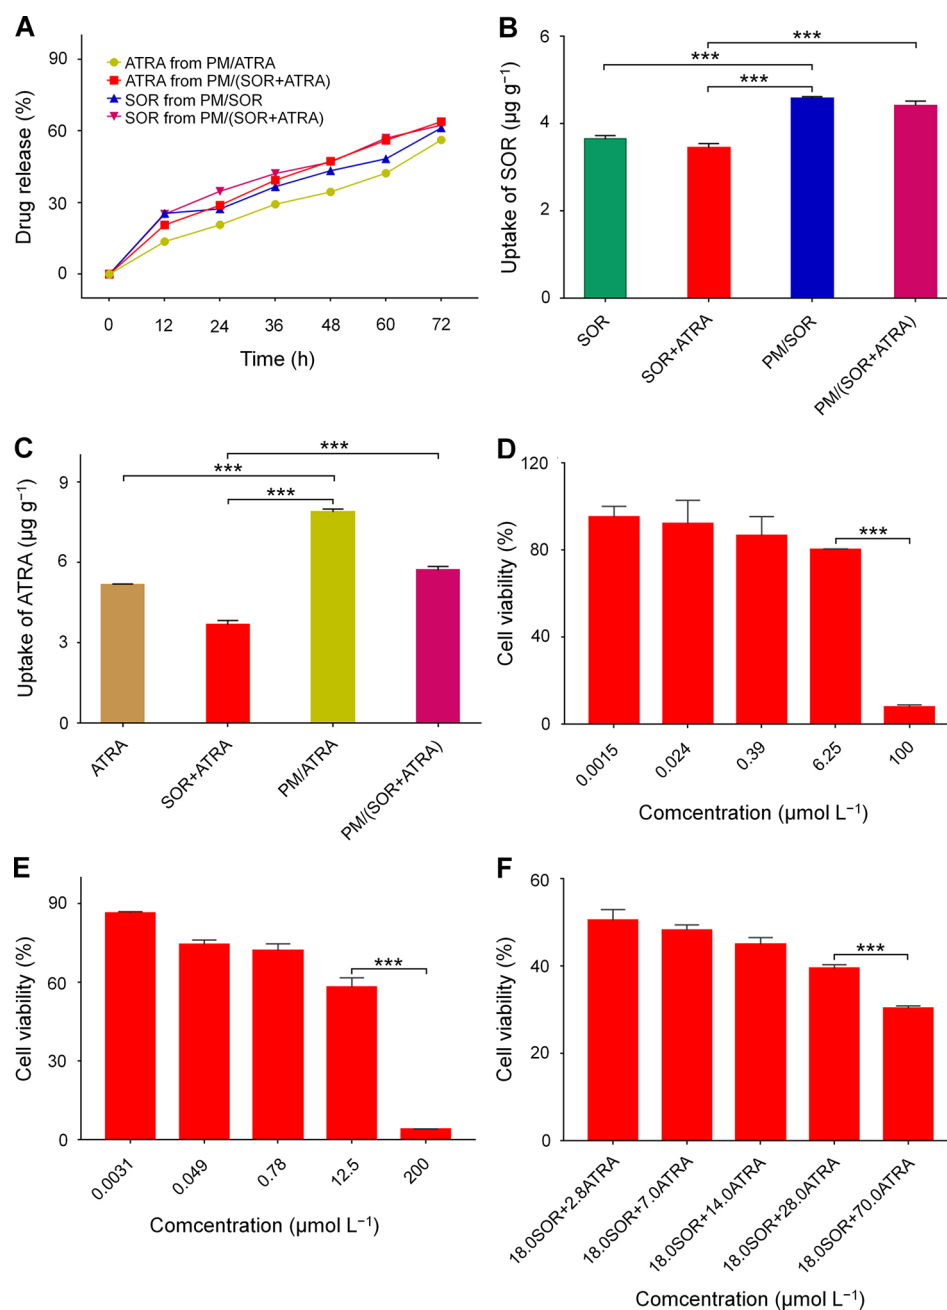 A
90
60
30
0
Drug release (%)
ATRA from PM/ATRA
ATRA from PM/(SOR+ATRA)
SOR from PM/SOR
SOR from PM/(SOR+ATRA)
0 12 24 36 48 60 72
Time (h)
B
6
4
2
0
Uptake of SOR (µg g⁻¹)
***
***
***
SOR
SOR+ATRA
PM/SOR
PM/(SOR+ATRA)
C
9
6
3
0
Uptake of ATRA (µg g⁻¹)
***
***
***
ATRA
SOR+ATRA
PM/ATRA
PM/(SOR+ATRA)
D
120
80
40
0
Cell viability (%)
***
0.0015
0.024
0.39
6.25
100
Comcentration (µmol L⁻¹)
E
90
60
30
0
Cell viability (%)
***
0.0031
0.049
0.78
12.5
200
Comcentration (µmol L⁻¹)
F
60
40
20
0
Cell viability (%)
***
18.0SOR+2.8ATRA
18.0SOR+7.0ATRA
18.0SOR+14.0ATRA
18.0SOR+28.0ATRA
18.0SOR+70.0ATRA
Comcentration (µmol L⁻¹)